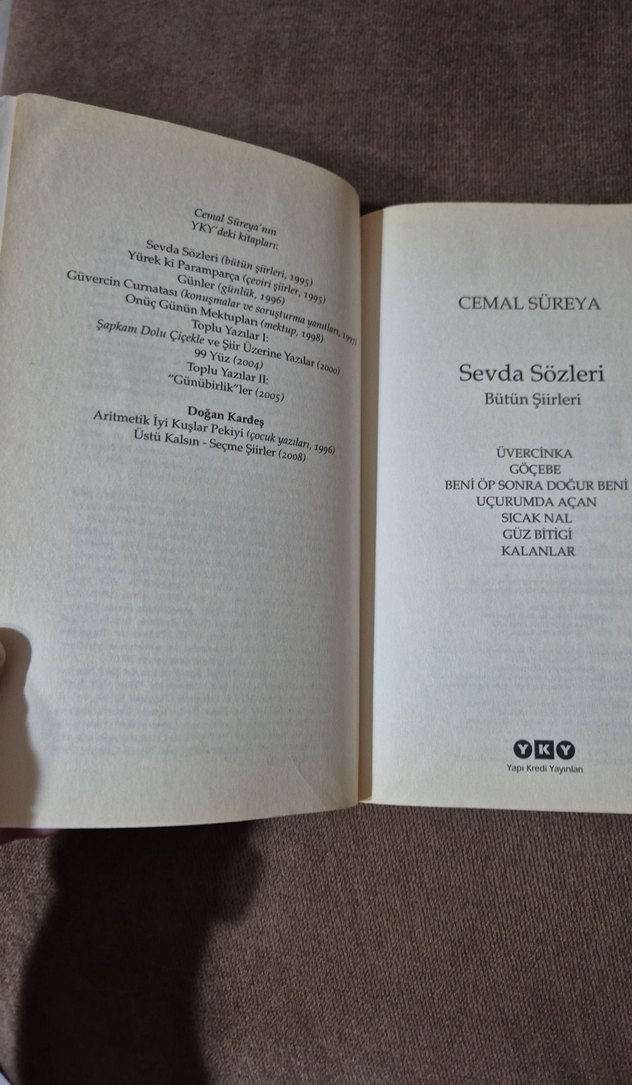 Cemal Süreya'nın
YKY'deki kitapları:
Sevda Sözleri (bütün şiirleri, 1995)
Yürek ki Paramparça (çeviri şiirler, 1995)
Günler (günlük, 1996)
Güvercin Curnatası (konuşmalar ve soruşturma yanıtları, 1997)
Onüç Günün Mektupları (mektup, 1998)
Toplu Yazılar I:
Şapkam Dolu Çiçekle ve Şiir Üzerine Yazılar (2000)
99 Yüz (2004)
Toplu Yazılar II:
"Günübirlik"ler (2005)
Doğan Kardeş
Aritmetik İyi Kuşlar Pekiyi (çocuk yazıları, 1996)
Üstü Kalsın - Seçme Şiirler (2008)
CEMAL SÜREYA
Sevda Sözleri
Bütün Şiirleri
ÜVERCİNKA
GÖÇEBE
BENİ ÖP SONRA DOĞUR BENİ
UÇURUMDA AÇAN
SICAK NAL
GÜZ BİTİGİ
KALANLAR
YKY
Yapı Kredi Yayınları